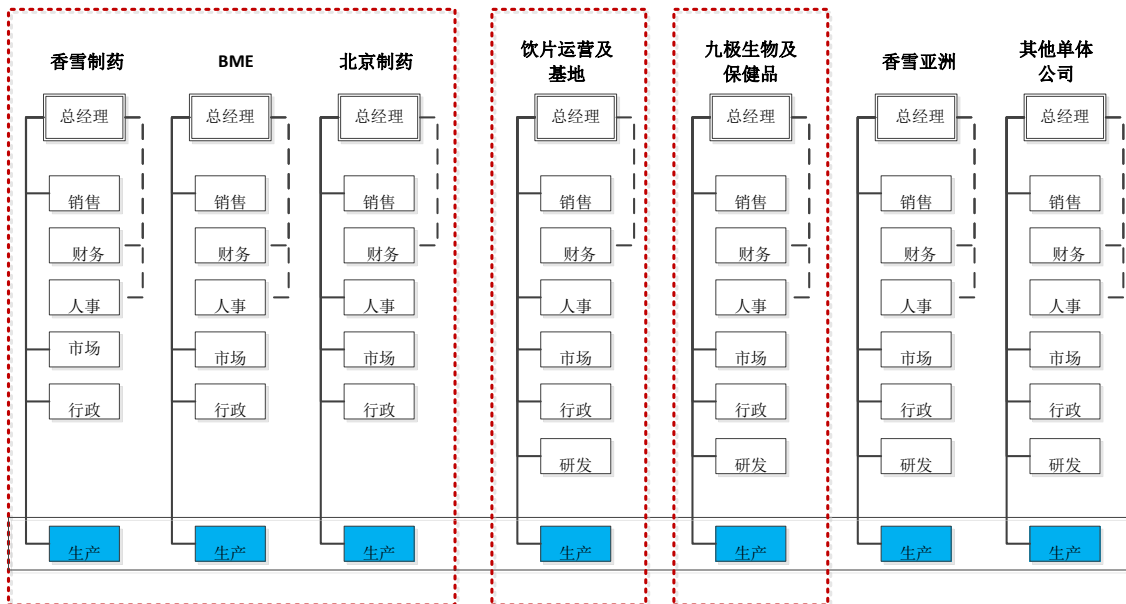 香雪制药
BME
北京制药
饮片运营及
基地
九极生物及
保健品
香雪亚洲
其他单体
公司
总经理
总经理
总经理
总经理
总经理
总经理
总经理
销售
销售
销售
销售
销售
销售
销售
财务
财务
财务
财务
财务
财务
财务
人事
人事
人事
人事
人事
人事
人事
市场
市场
市场
市场
市场
市场
市场
行政
行政
行政
行政
行政
行政
行政
研发
研发
研发
研发
生产
生产
生产
生产
生产
生产
生产